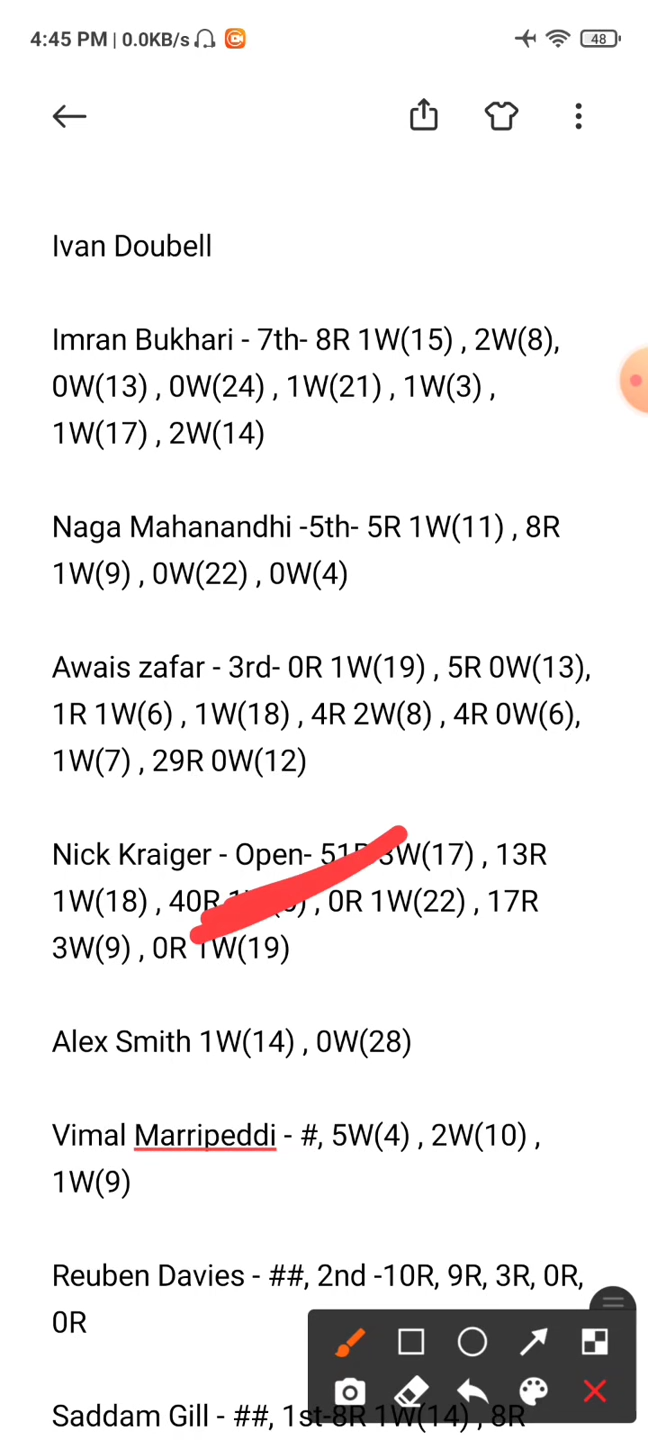 4:45 PM | 0.0KB/s
48
Ivan Doubell
Imran Bukhari - 7th- 8R 1W(15) , 2W(8),
0W(13) , 0W(24) , 1W(21) , 1W(3) ,
1W(17) , 2W(14)
Naga Mahanandhi -5th- 5R 1W(11) , 8R
1W(9) , 0W(22) , 0W(4)
Awais zafar - 3rd- 0R 1W(19) , 5R 0W(13),
1R 1W(6) , 1W(18) , 4R 2W(8) , 4R 0W(6),
1W(7) , 29R 0W(12)
Nick Kraiger - Open- 51R 3W(17) , 13R
1W(18) , 40R , 0R 1W(22) , 17R
3W(9) , 0R 1W(19)
Alex Smith 1W(14) , 0W(28)
Vimal Marripeddi - #, 5W(4) , 2W(10) ,
1W(9)
Reuben Davies - ##, 2nd -10R, 9R, 3R, 0R,
0R
Saddam Gill - ##, 1st-8R 1W(14) , 8R